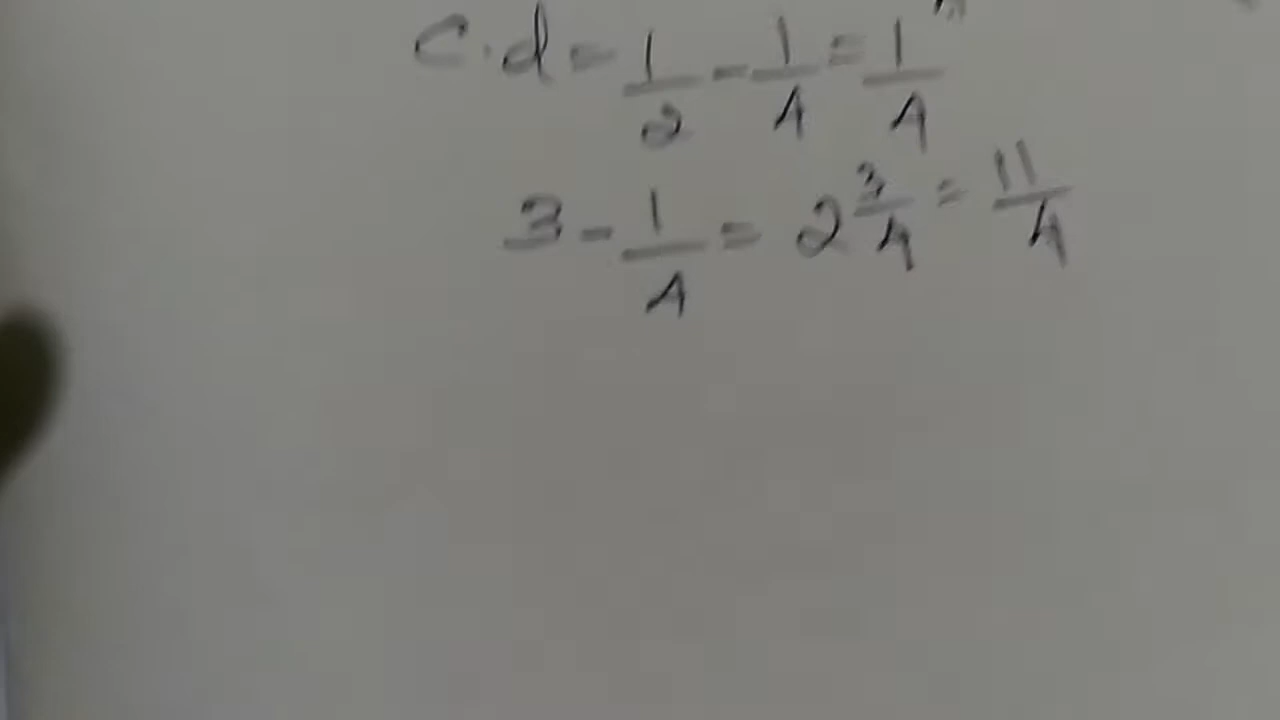 C.d = 1/2 - 1/4 = 1/4
3 - 1/4 = 2 3/4 = 11/4